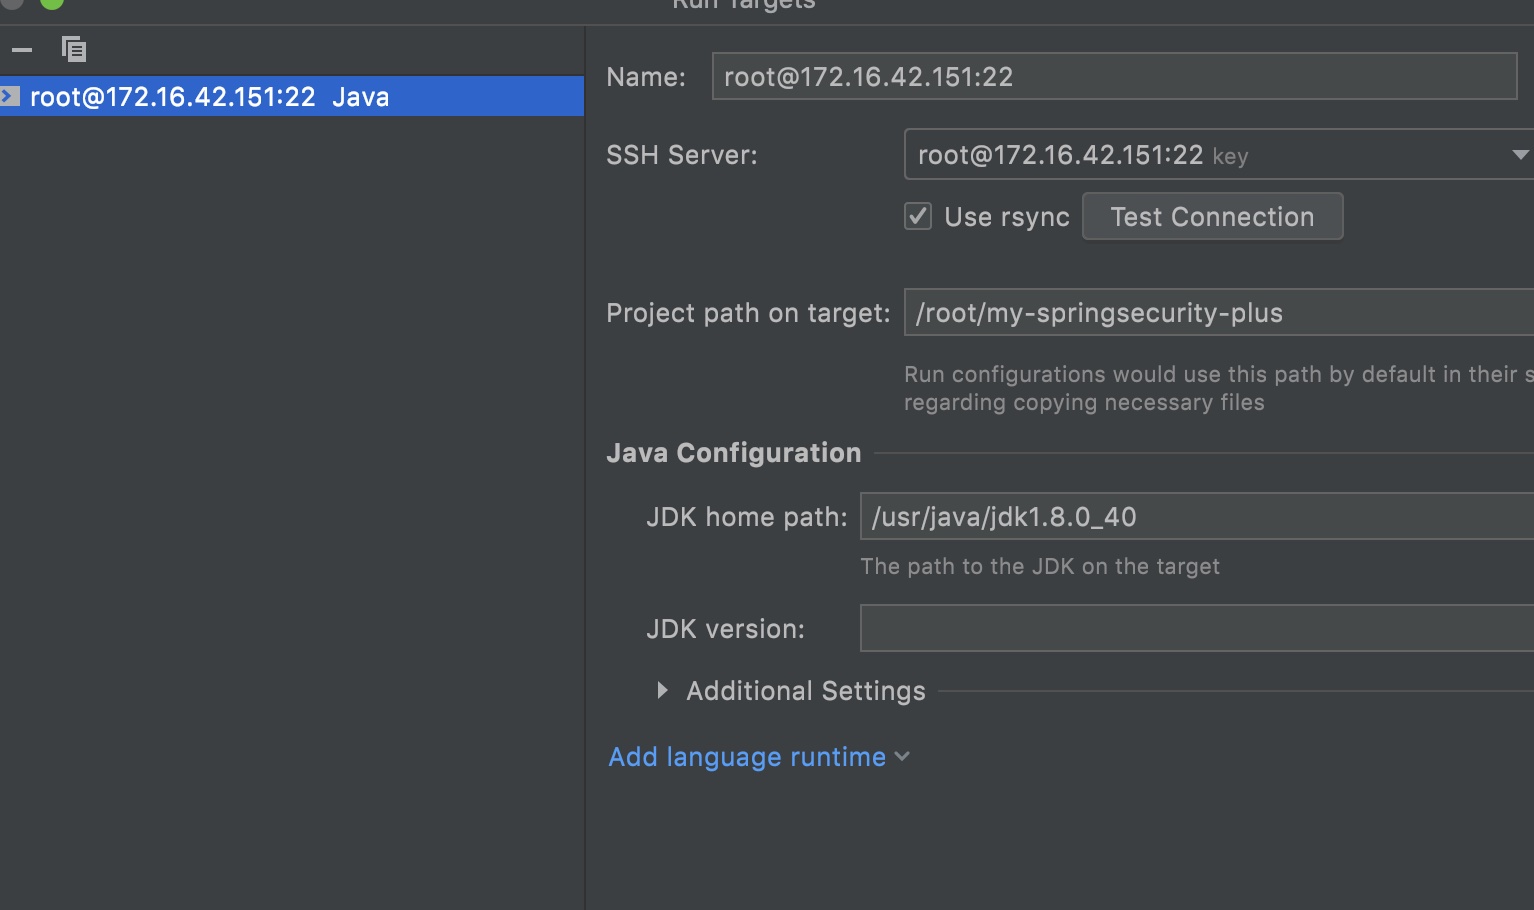 Run Targets
root@172.16.42.151:22 Java
Name: root@172.16.42.151:22
SSH Server: root@172.16.42.151:22 key
Use rsync Test Connection
Project path on target: /root/my-springsecurity-plus
Run configurations would use this path by default in their
regarding copying necessary files
Java Configuration
JDK home path: /usr/java/jdk1.8.0_40
The path to the JDK on the target
JDK version:
Additional Settings
Add language runtime